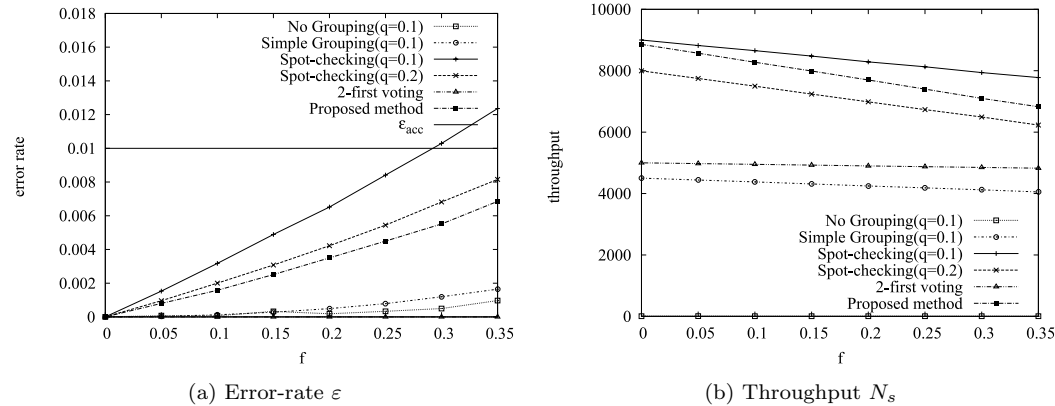 0.018
0.016
0.014
0.012
0.01
0.008
0.006
0.004
0.002
0
error rate
No Grouping(q=0.1)
Simple Grouping(q=0.1)
Spot-checking(q=0.1)
Spot-checking(q=0.2)
2-first voting
Proposed method
ε_acc
0 0.05 0.1 0.15 0.2 0.25 0.3 0.35
f
(a) Error-rate ε
10000
8000
6000
4000
2000
0
throughput
No Grouping(q=0.1)
Simple Grouping(q=0.1)
Spot-checking(q=0.1)
Spot-checking(q=0.2)
2-first voting
Proposed method
0 0.05 0.1 0.15 0.2 0.25 0.3 0.35
f
(b) Throughput N_s